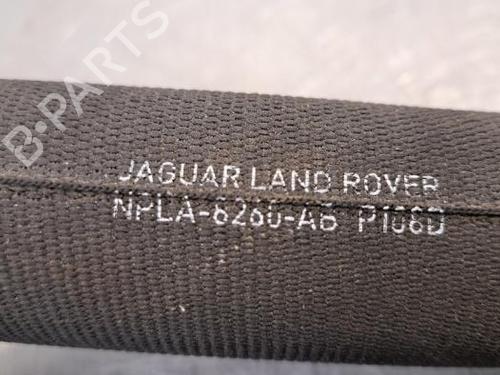 B-PARTS
JAGUAR LAND ROVER
NPLA-6260-AB P108D